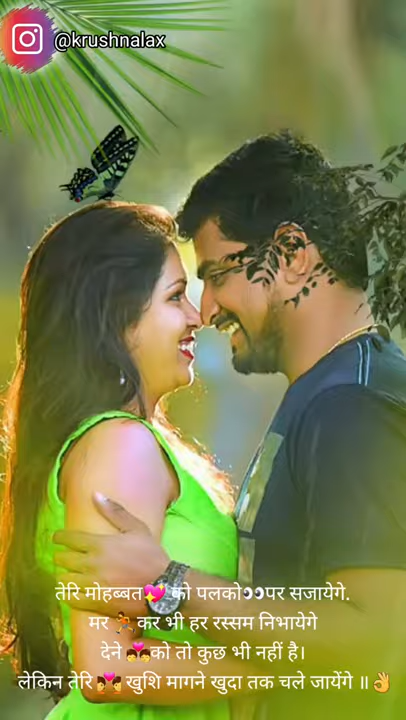 @krushnalax
तेरि मोहब्बत💖 को पलको👀पर सजायेगे.
मर 🏃 कर भी हर रस्सम निभायेगे
देने 💑को तो कुछ भी नहीं है।
लेकिन तेरि💑 खुशि मागने खुदा तक चले जायेंगे ॥👌